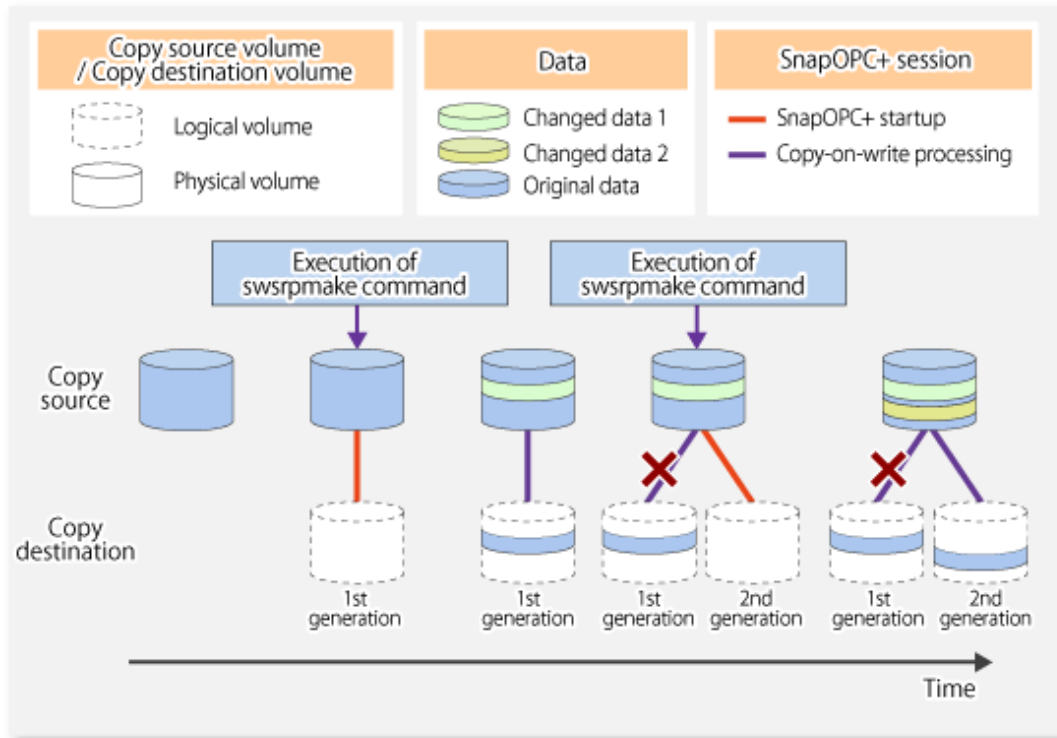 Copy source volume
/ Copy destination volume
Logical volume
Physical volume
Data
Changed data 1
Changed data 2
Original data
SnapOPC+ session
SnapOPC+ startup
Copy-on-write processing
Execution of
swsrpmake command
Execution of
swsrpmake command
Copy
source
Copy
destination
1st
generation
1st
generation
1st
generation
2nd
generation
1st
generation
2nd
generation
Time